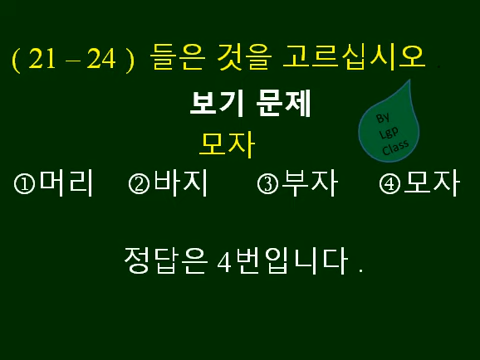 ( 21 – 24 ) 들은 것을 고르십시오 .
보기 문제
모자
By
Lgp
Class
①머리 ②바지 ③부자 ④모자
정답은 4번입니다 .